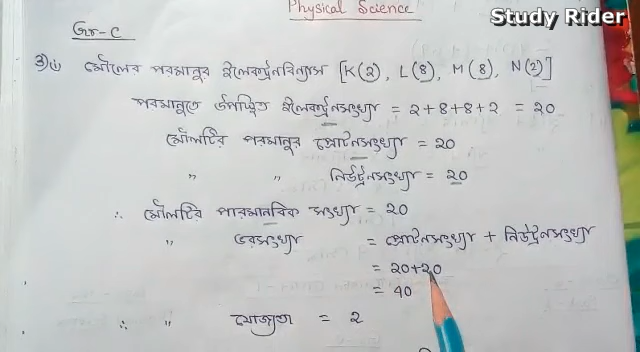 Physical Science
Study Rider
Gr-C
3)(i) মৌলের পরমানুর ইলেকট্রনবিন্যাস [K(2), L(8), M(8), N(2)]
পরমানুতে উপস্থিত ইলেকট্রনসংখ্যা = 2+8+8+2 = 20
মৌলটির পরমানুর প্রোটনসংখ্যা = 20
" " নিউট্রনসংখ্যা = 20
∴ মৌলটির পারমানবিক সংখ্যা = 20
" ভরসংখ্যা = প্রোটনসংখ্যা + নিউট্রনসংখ্যা
= 20+20
= 40
∴ " যোজ্যতা = 2